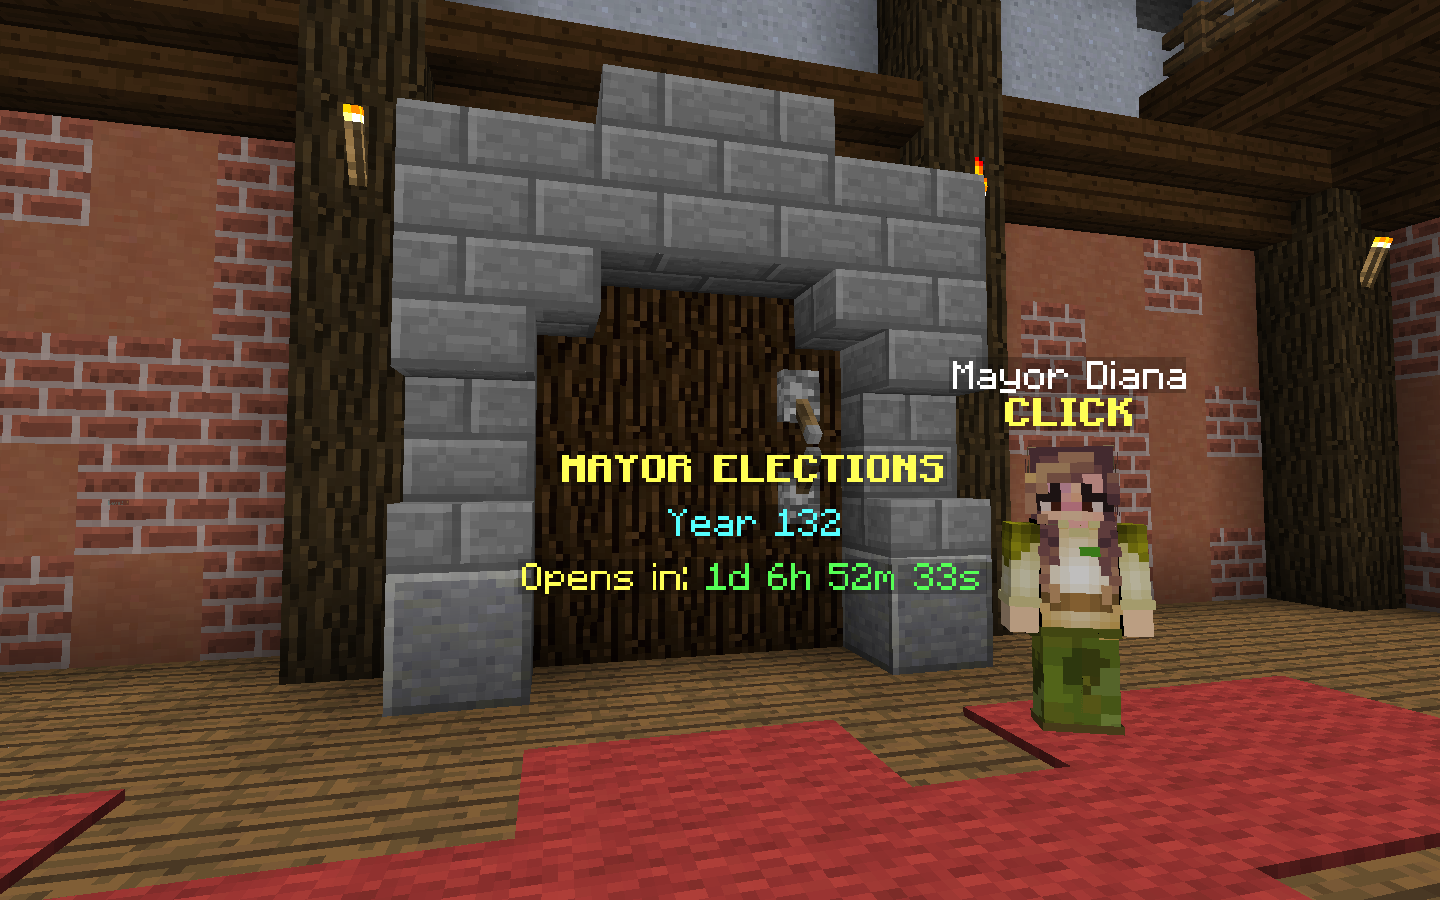 Mayor Diana
CLICK
MAYOR ELECTIONS
Year 132
Opens in: 1d 6h 52m 33s